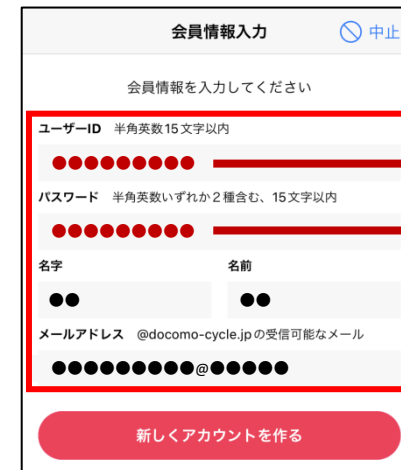 会員情報入力 中止
会員情報を入力してください
ユーザーID 半角英数15文字以内
●●●●●●●●●
パスワード 半角英数いずれか2種含む、15文字以内
●●●●●●●●●
名字 名前
●● ●●
メールアドレス @docomo-cycle.jpの受信可能なメール
●●●●●●●●●@●●●●●
新しくアカウントを作る